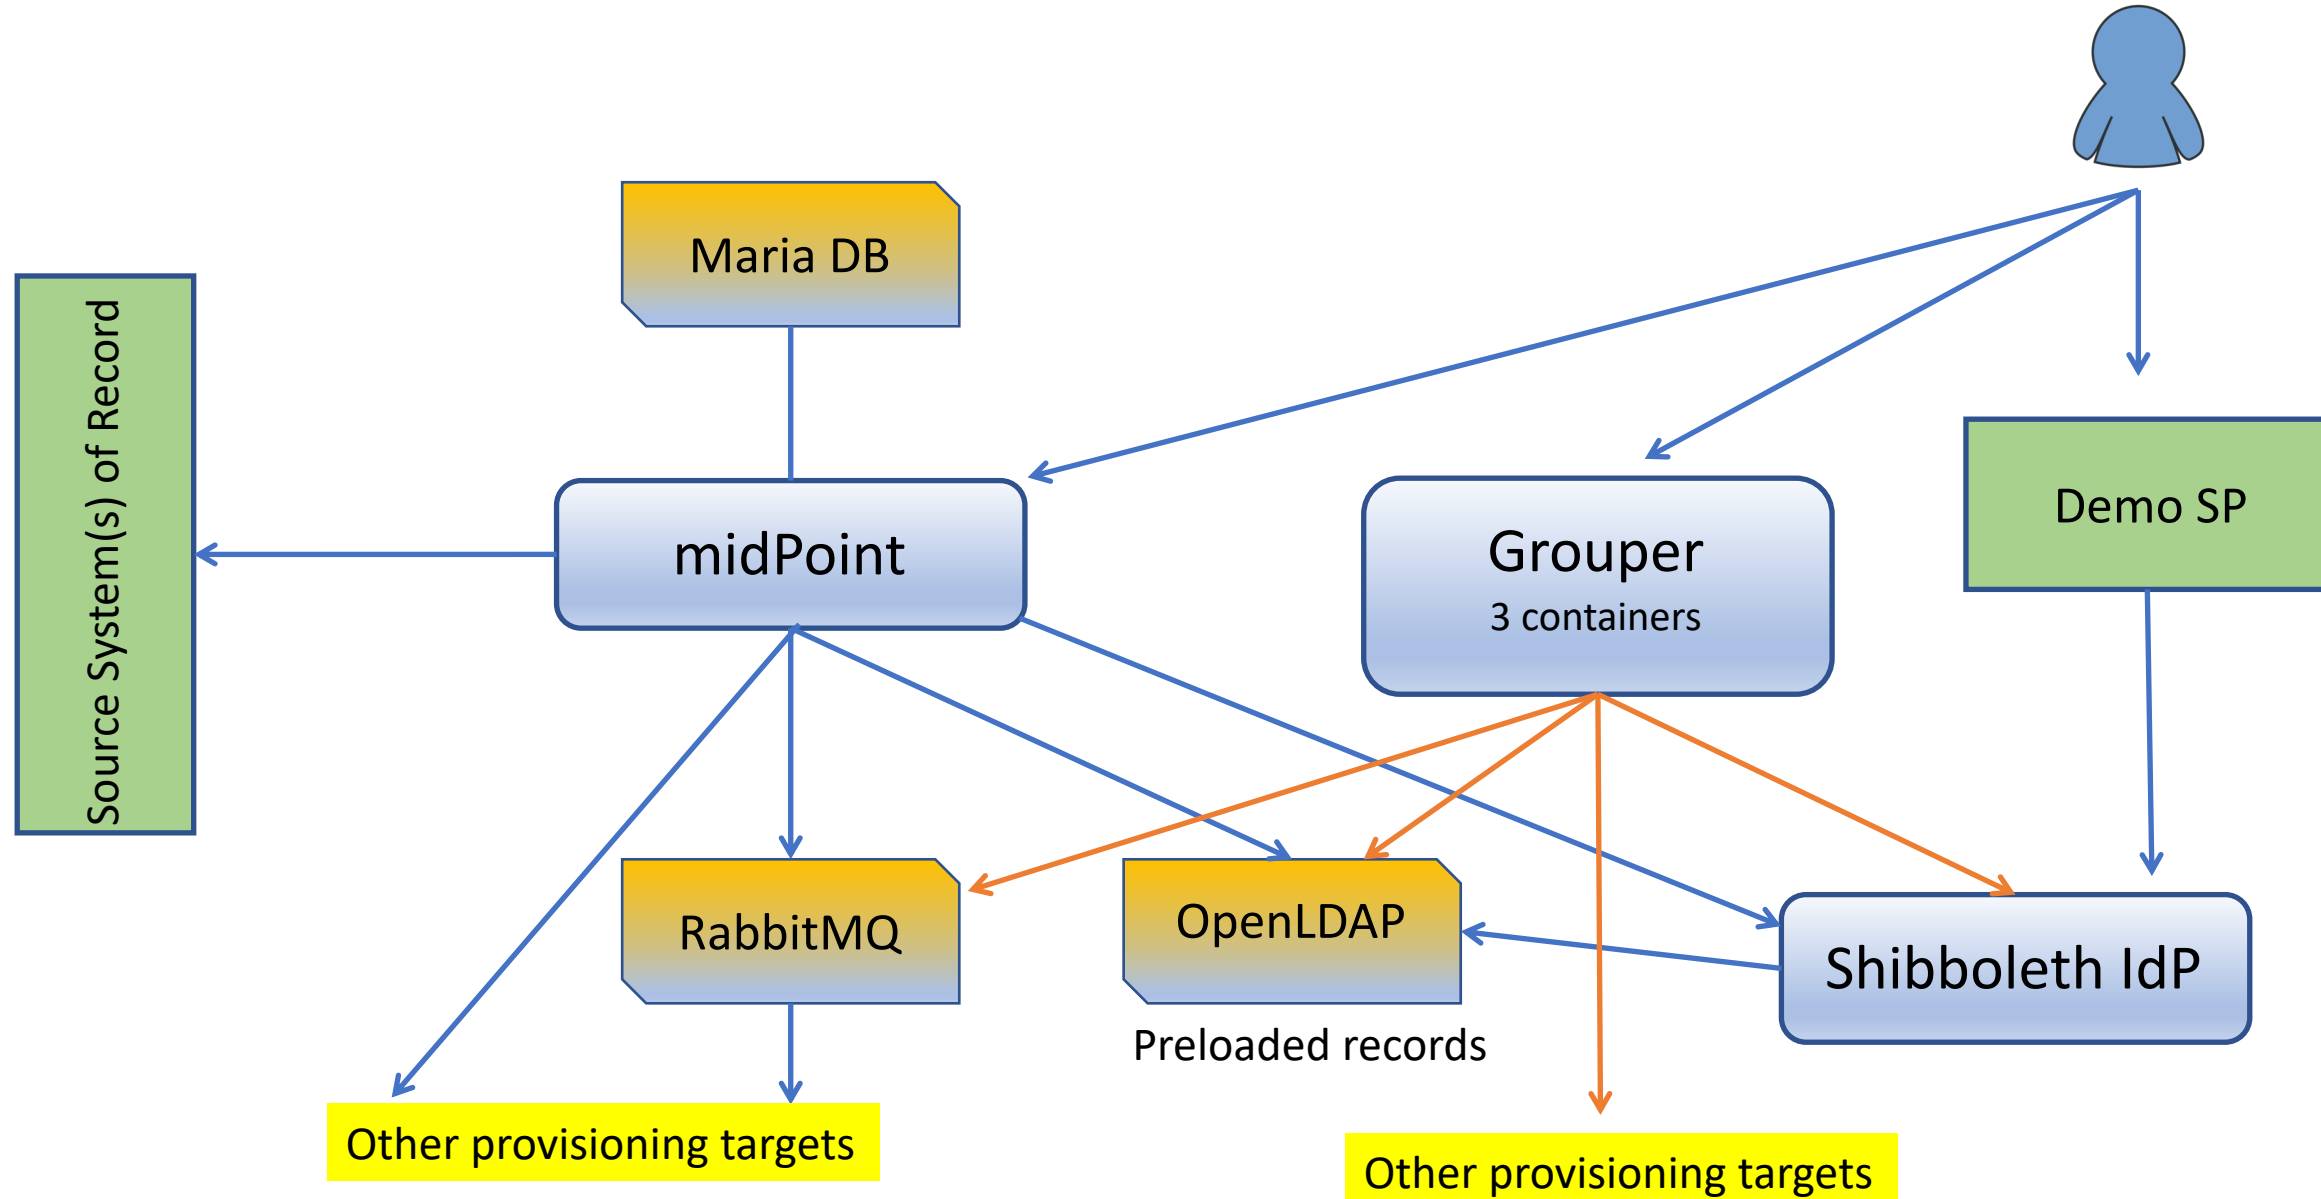 Maria DB
Source System(s) of Record
midPoint
Grouper
3 containers
Demo SP
RabbitMQ
OpenLDAP
Shibboleth IdP
Preloaded records
Other provisioning targets
Other provisioning targets